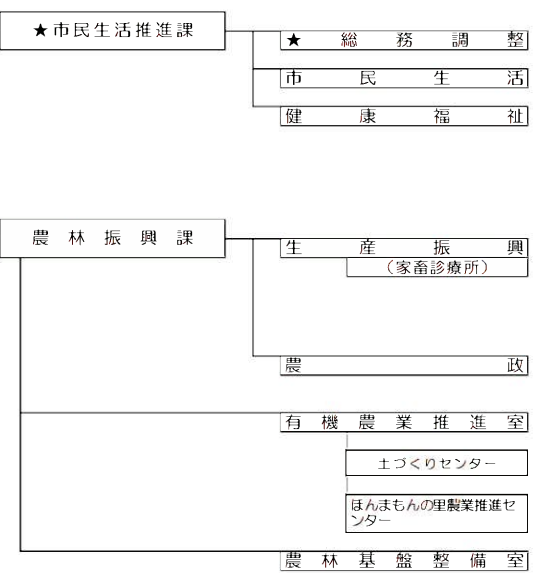 ★市民生活推進課
★総務調整
市民生活
健康福祉
農林振興課
生産振興
（家畜診療所）
農政
有機農業推進室
土づくりセンター
ほんまもんの里農業推進セ
ンター
農林基盤整備室